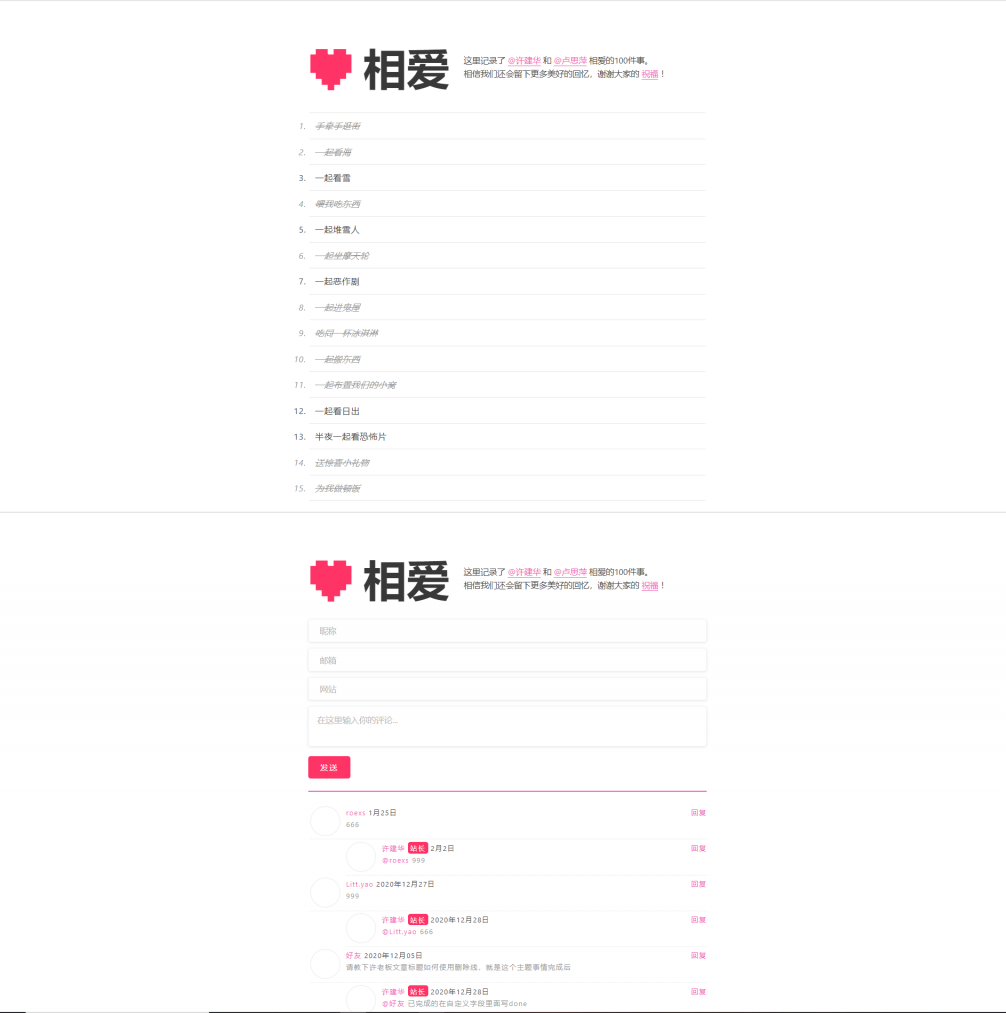 相爱
这里记录了 @许建华 和 @卢思萍 相爱的100件事。
相信我们还会留下更多美好的回忆，谢谢大家的 祝福！
1. 手牵手逛街
2. 一起看海
3. 一起看雪
4. 喂我吃东西
5. 一起堆雪人
6. 一起坐摩天轮
7. 一起恶作剧
8. 一起进鬼屋
9. 吃同一杯冰淇淋
10. 一起搬东西
11. 一起布置我们的小窝
12. 一起看日出
13. 半夜一起看恐怖片
14. 送惊喜小礼物
15. 为我做顿饭
相爱
这里记录了 @许建华 和 @卢思萍 相爱的100件事。
相信我们还会留下更多美好的回忆，谢谢大家的 祝福！
昵称
邮箱
网站
在这里输入你的评论...
发送
roexs 1月25日 回复
666
许建华 站长 2月2日 回复
@roexs 999
Litt.yao 2020年12月27日 回复
999
许建华 站长 2020年12月28日 回复
@Litt.yao 666
好友 2020年12月05日 回复
请教下许老板文章标题如何使用删除线，就是这个主题事情完成后
许建华 站长 2020年12月28日 回复
@好友 已完成的在自定义字段里面写done